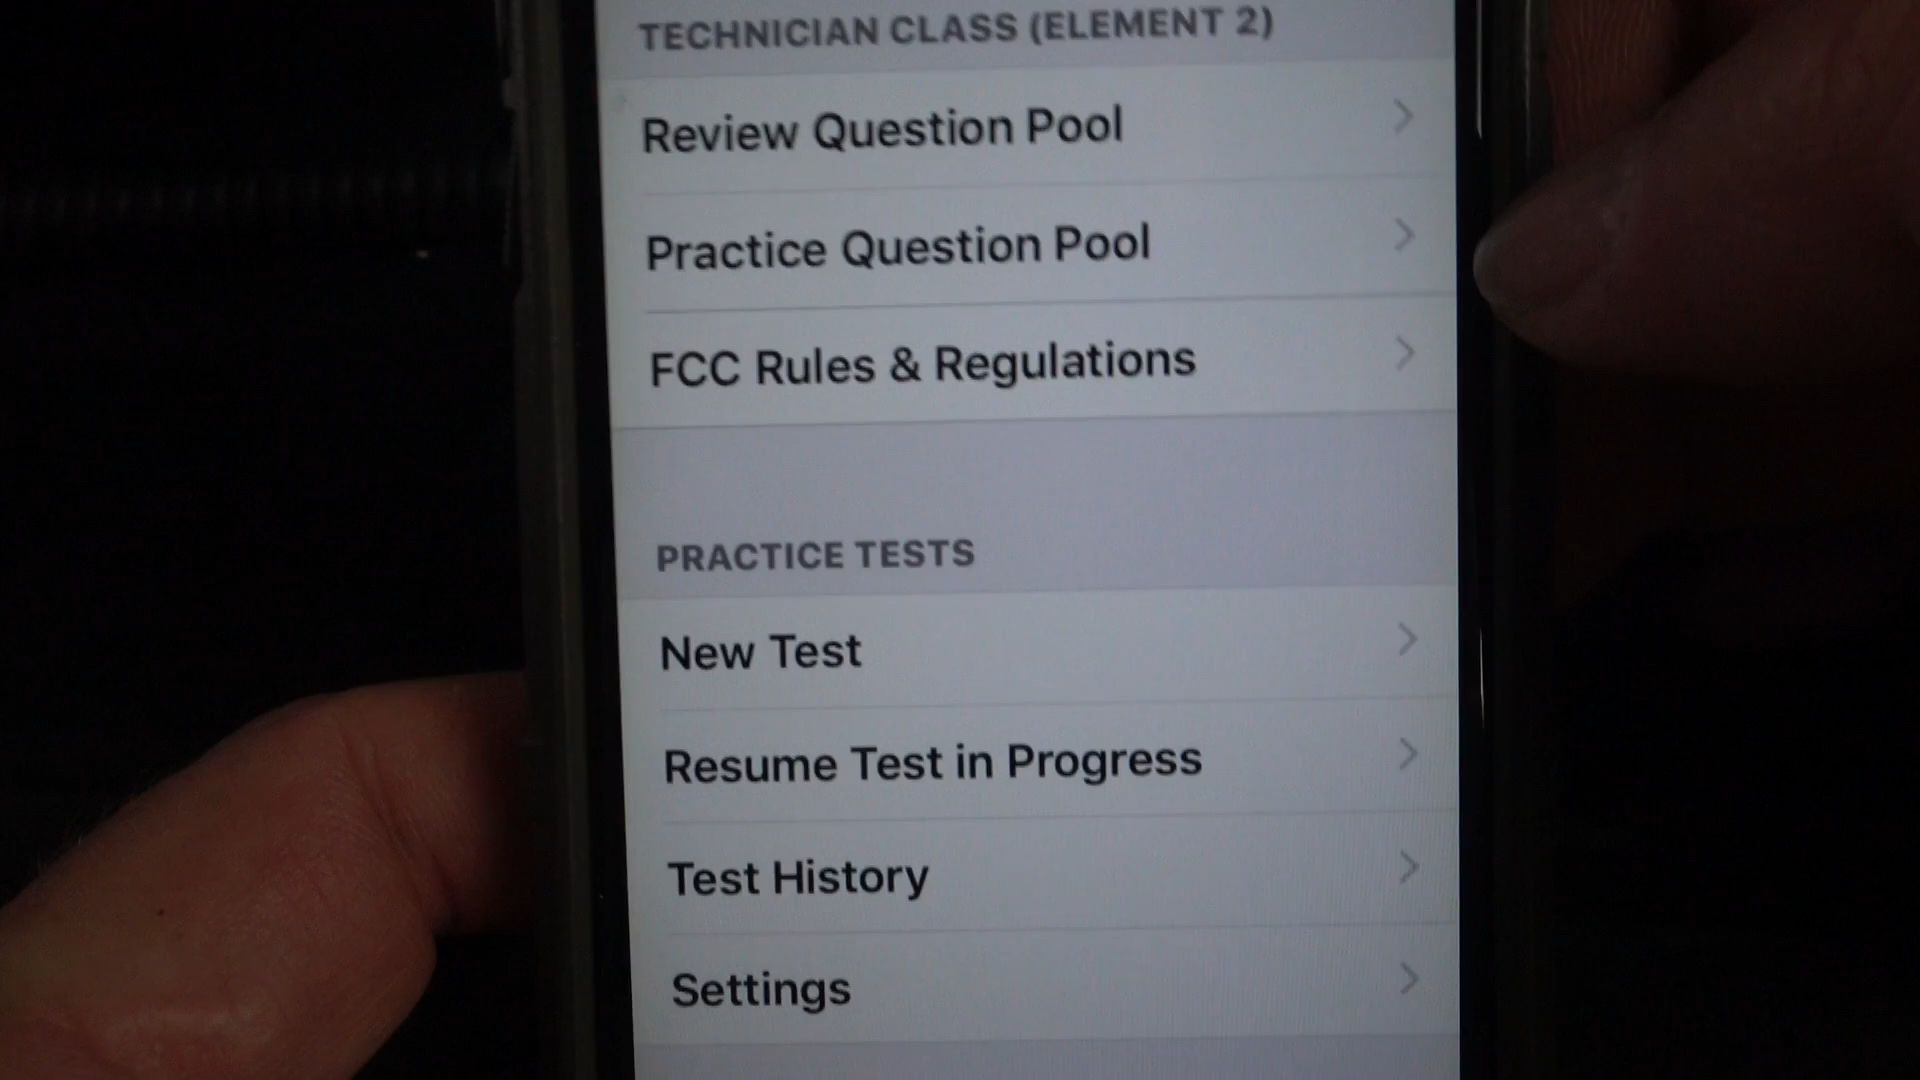 TECHNICIAN CLASS (ELEMENT 2)
Review Question Pool
Practice Question Pool
FCC Rules & Regulations
PRACTICE TESTS
New Test
Resume Test in Progress
Test History
Settings